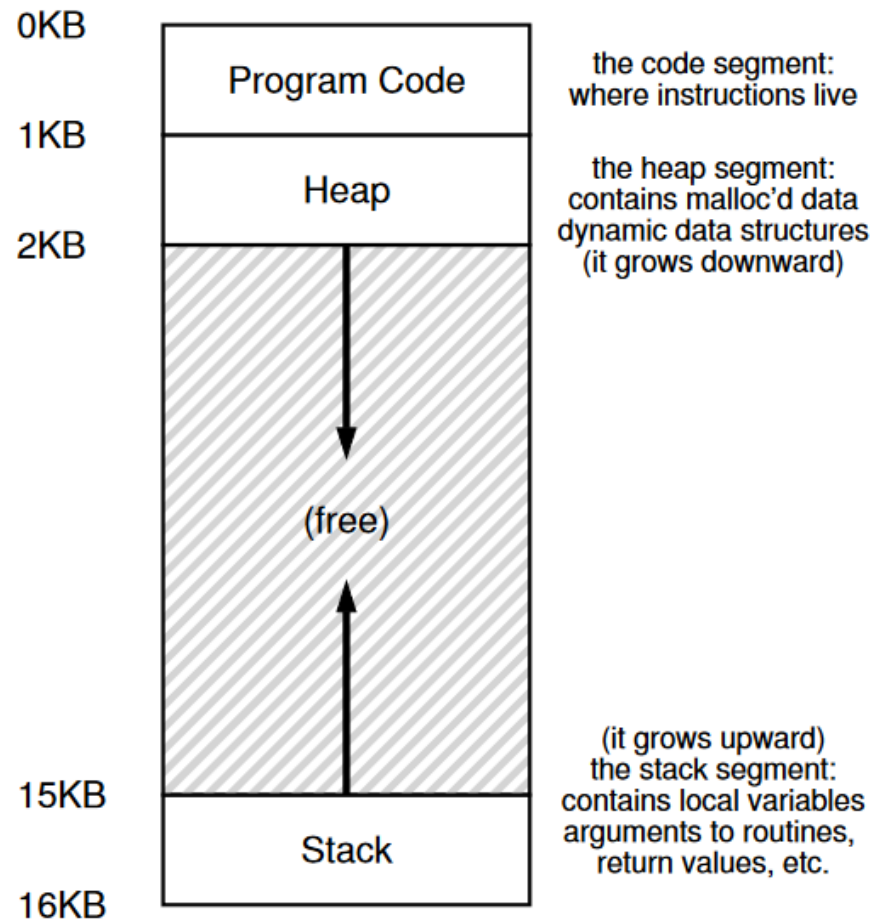 0KB
Program Code
the code segment:
where instructions live
1KB
Heap
the heap segment:
contains malloc'd data
dynamic data structures
(it grows downward)
2KB
(free)
(it grows upward)
the stack segment:
contains local variables
arguments to routines,
return values, etc.
15KB
Stack
16KB